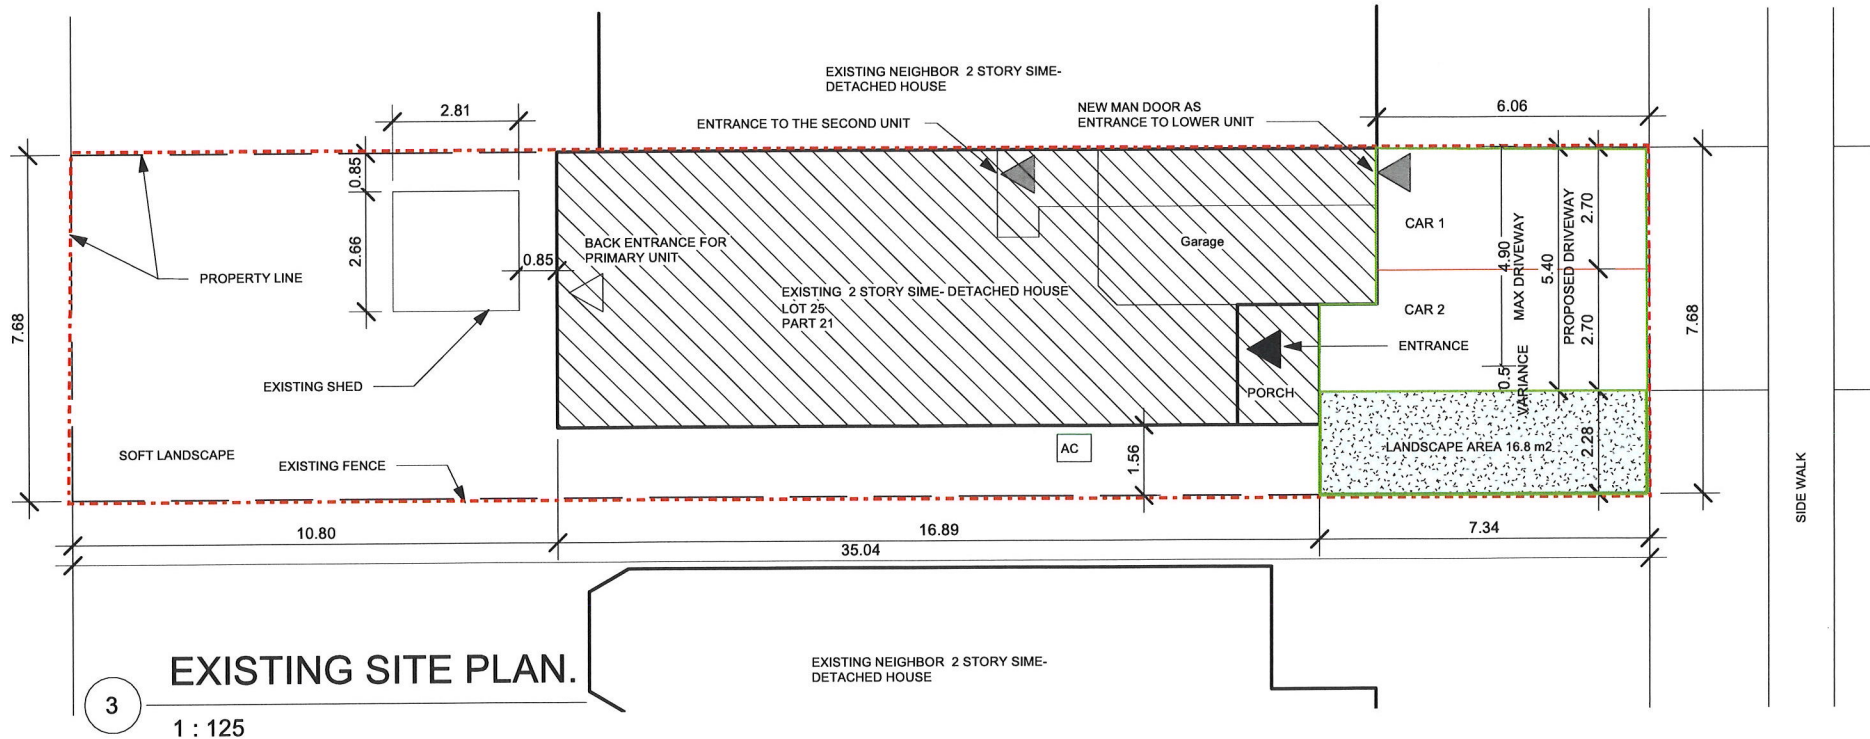 EXISTING NEIGHBOR 2 STORY SIME-
DETACHED HOUSE
ENTRANCE TO THE SECOND UNIT
NEW MAN DOOR AS
ENTRANCE TO LOWER UNIT
6.06
2.81
0.85
2.66
0.85
7.68
PROPERTY LINE
BACK ENTRANCE FOR
PRIMARY UNIT
EXISTING 2 STORY SIME- DETACHED HOUSE
LOT 25
PART 21
Garage
CAR 1
CAR 2
4.90
MAX DRIVEWAY
5.40
PROPOSED DRIVEWAY
2.70
2.70
0.5
VARIANCE
7.68
ENTRANCE
PORCH
EXISTING SHED
SOFT LANDSCAPE
EXISTING FENCE
AC
1.56
LANDSCAPE AREA 16.8 m2
2.28
SIDE WALK
10.80
16.89
7.34
35.04
EXISTING NEIGHBOR 2 STORY SIME-
DETACHED HOUSE
3
EXISTING SITE PLAN.
1 : 125